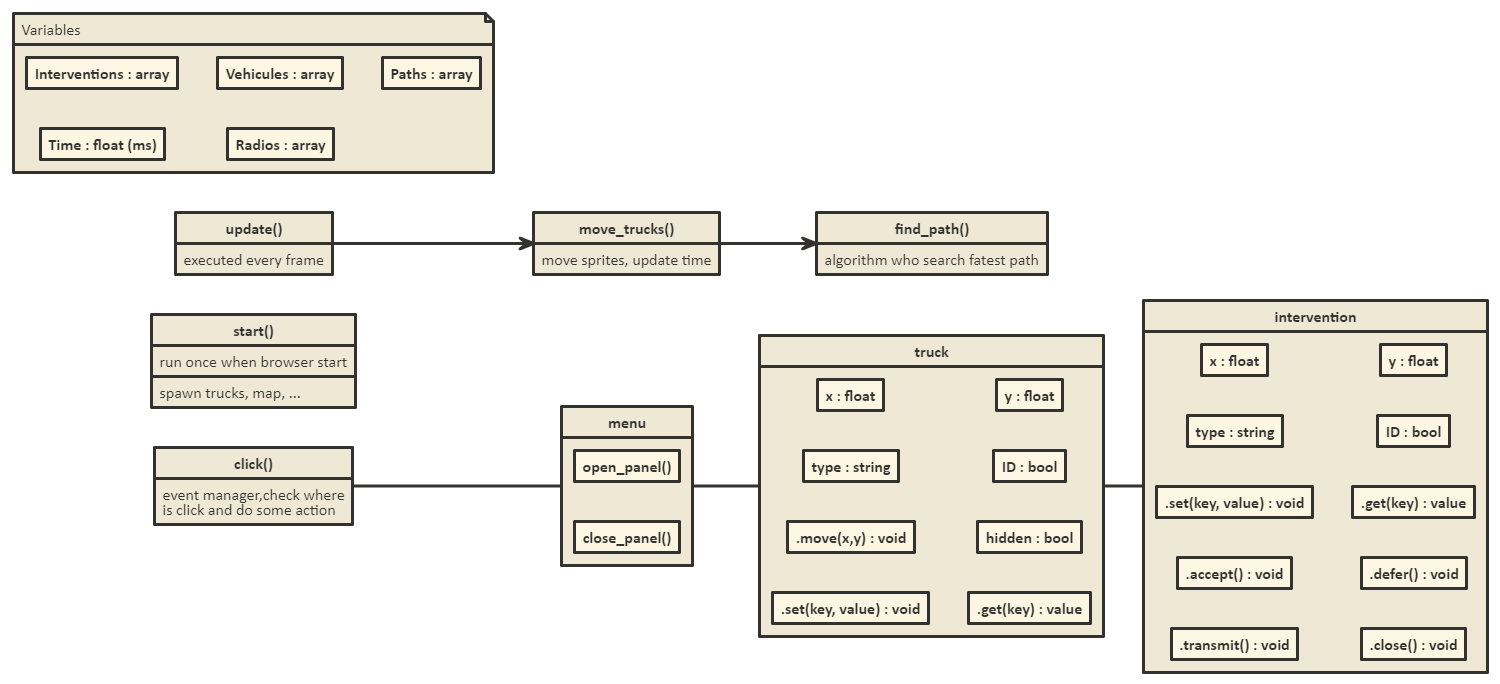 Variables
Interventions : array
Vehicules : array
Paths : array
Time : float (ms)
Radios : array
update()
executed every frame
move_trucks()
move sprites, update time
find_path()
algorithm who search fatest path
start()
run once when browser start
spawn trucks, map, ...
click()
event manager,check where
is click and do some action
menu
open_panel()
close_panel()
truck
x : float
y : float
type : string
ID : bool
.move(x,y) : void
hidden : bool
.set(key, value) : void
.get(key) : value
intervention
x : float
y : float
type : string
ID : bool
.set(key, value) : void
.get(key) : value
.accept() : void
.defer() : void
.transmit() : void
.close() : void